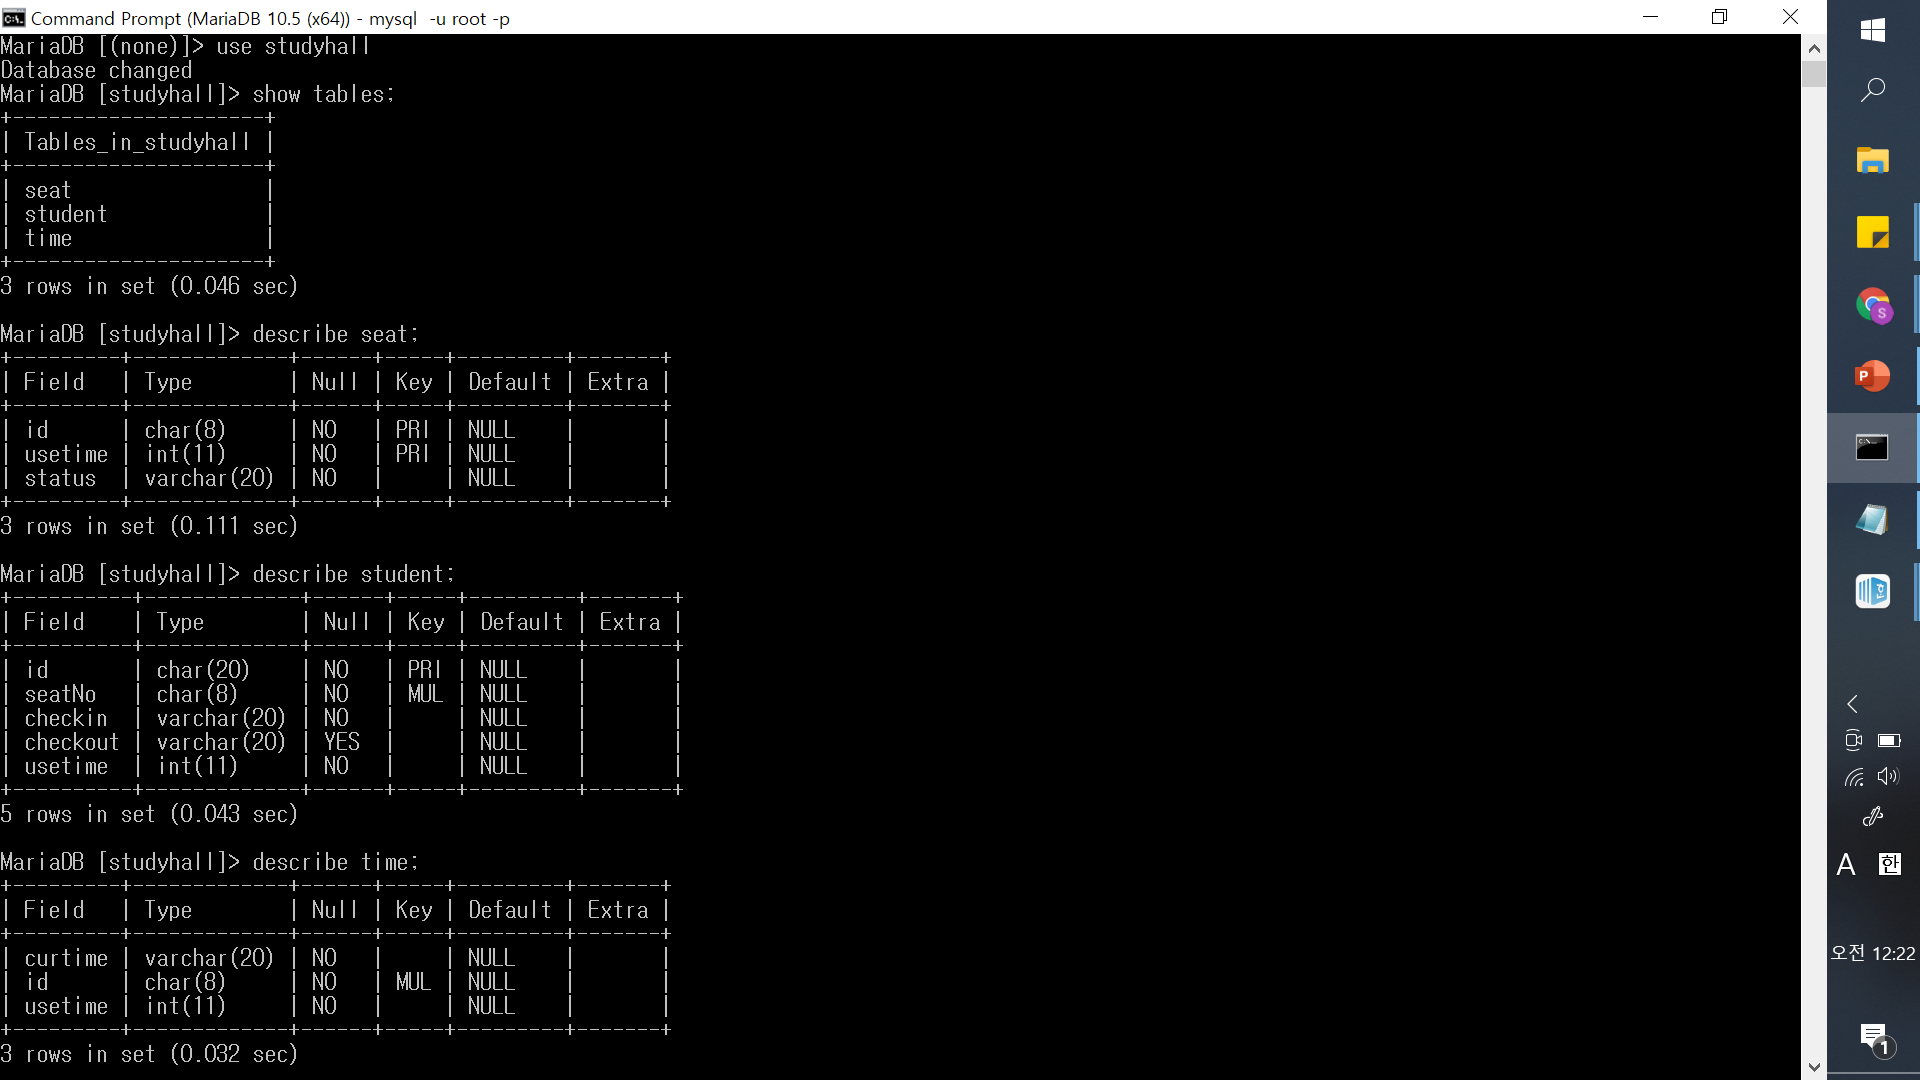 Command Prompt (MariaDB 10.5 (x64)) - mysql  -u root -p
MariaDB [(none)]> use studyhall
Database changed
MariaDB [studyhall]> show tables;
+---------------------+
| Tables_in_studyhall |
+---------------------+
| seat                |
| student             |
| time                |
+---------------------+
3 rows in set (0.046 sec)

MariaDB [studyhall]> describe seat;
+---------+-------------+------+-----+---------+-------+
| Field   | Type        | Null | Key | Default | Extra |
+---------+-------------+------+-----+---------+-------+
| id      | char(8)     | NO   | PRI | NULL    |       |
| usetime | int(11)     | NO   | PRI | NULL    |       |
| status  | varchar(20) | NO   |     | NULL    |       |
+---------+-------------+------+-----+---------+-------+
3 rows in set (0.111 sec)

MariaDB [studyhall]> describe student;
+----------+-------------+------+-----+---------+-------+
| Field    | Type        | Null | Key | Default | Extra |
+----------+-------------+------+-----+---------+-------+
| id       | char(20)    | NO   | PRI | NULL    |       |
| seatNo   | char(8)     | NO   | MUL | NULL    |       |
| checkin  | varchar(20) | NO   |     | NULL    |       |
| checkout | varchar(20) | YES  |     | NULL    |       |
| usetime  | int(11)     | NO   |     | NULL    |       |
+----------+-------------+------+-----+---------+-------+
5 rows in set (0.043 sec)

MariaDB [studyhall]> describe time;
+---------+-------------+------+-----+---------+-------+
| Field   | Type        | Null | Key | Default | Extra |
+---------+-------------+------+-----+---------+-------+
| curtime | varchar(20) | NO   |     | NULL    |       |
| id      | char(8)     | NO   | MUL | NULL    |       |
| usetime | int(11)     | NO   |     | NULL    |       |
+---------+-------------+------+-----+---------+-------+
3 rows in set (0.032 sec)
S
P
A 한
오전 12:22
1